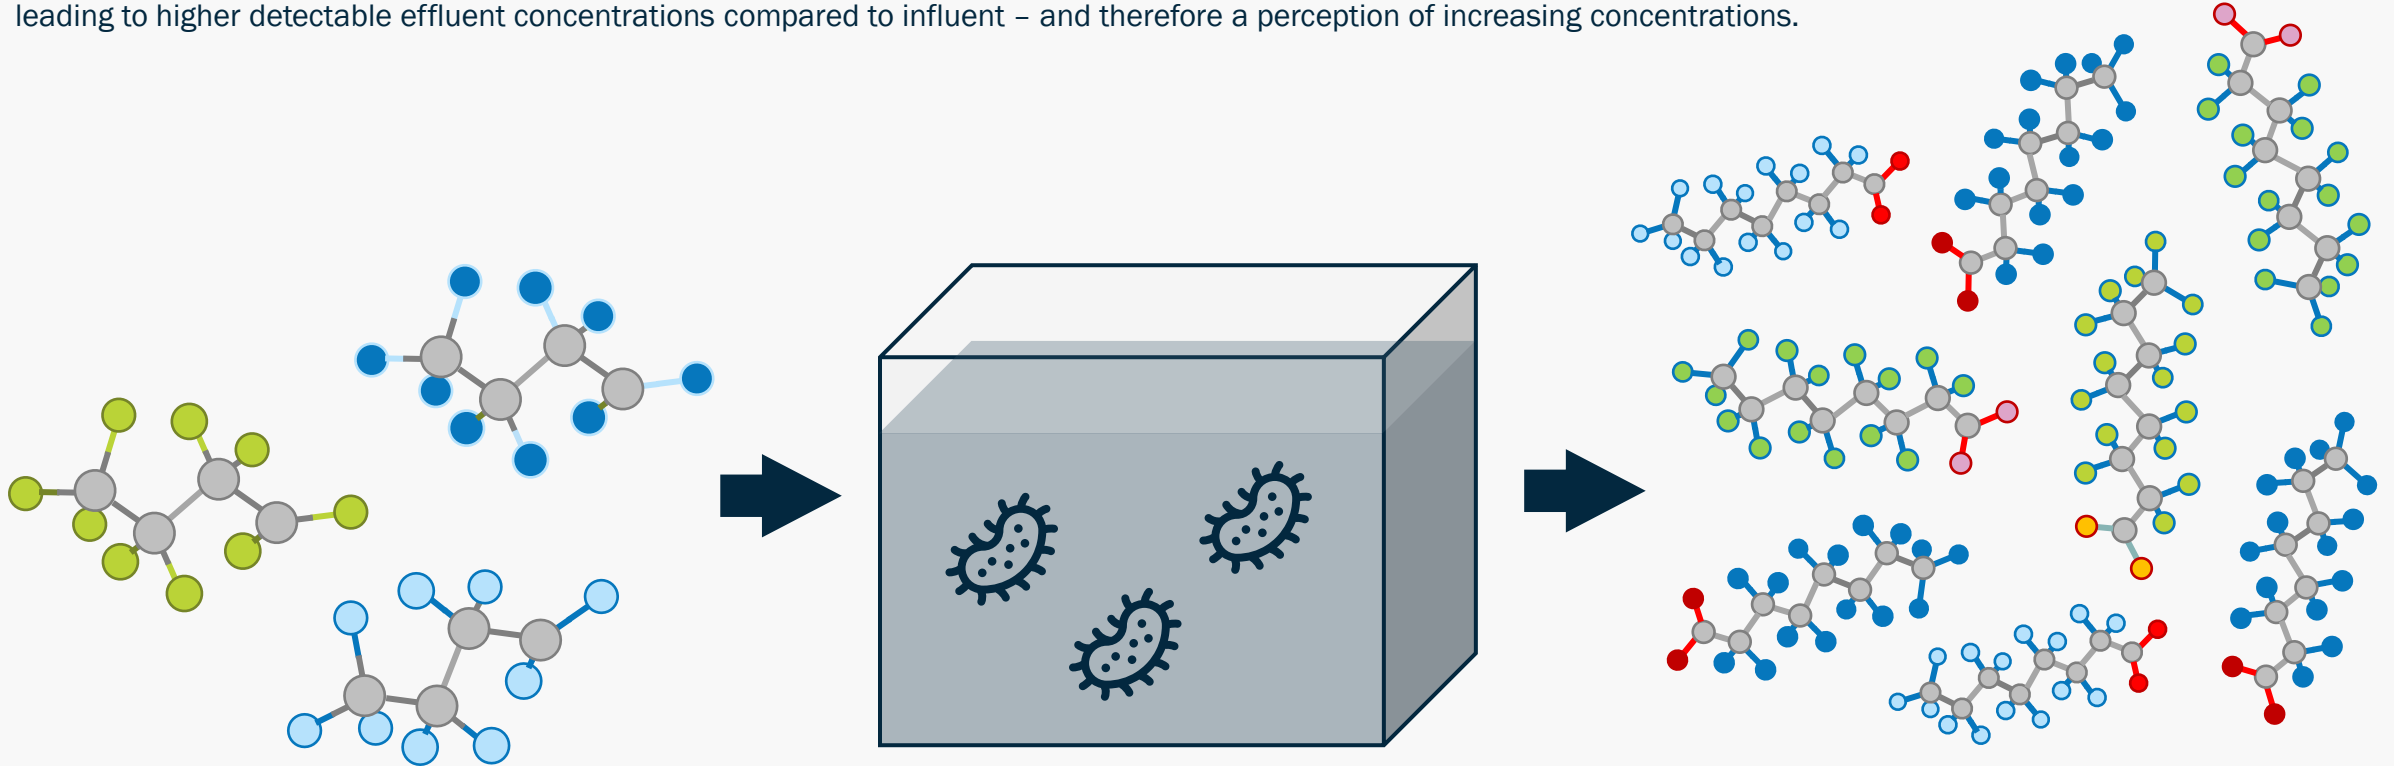 leading to higher detectable effluent concentrations compared to influent – and therefore a perception of increasing concentrations.